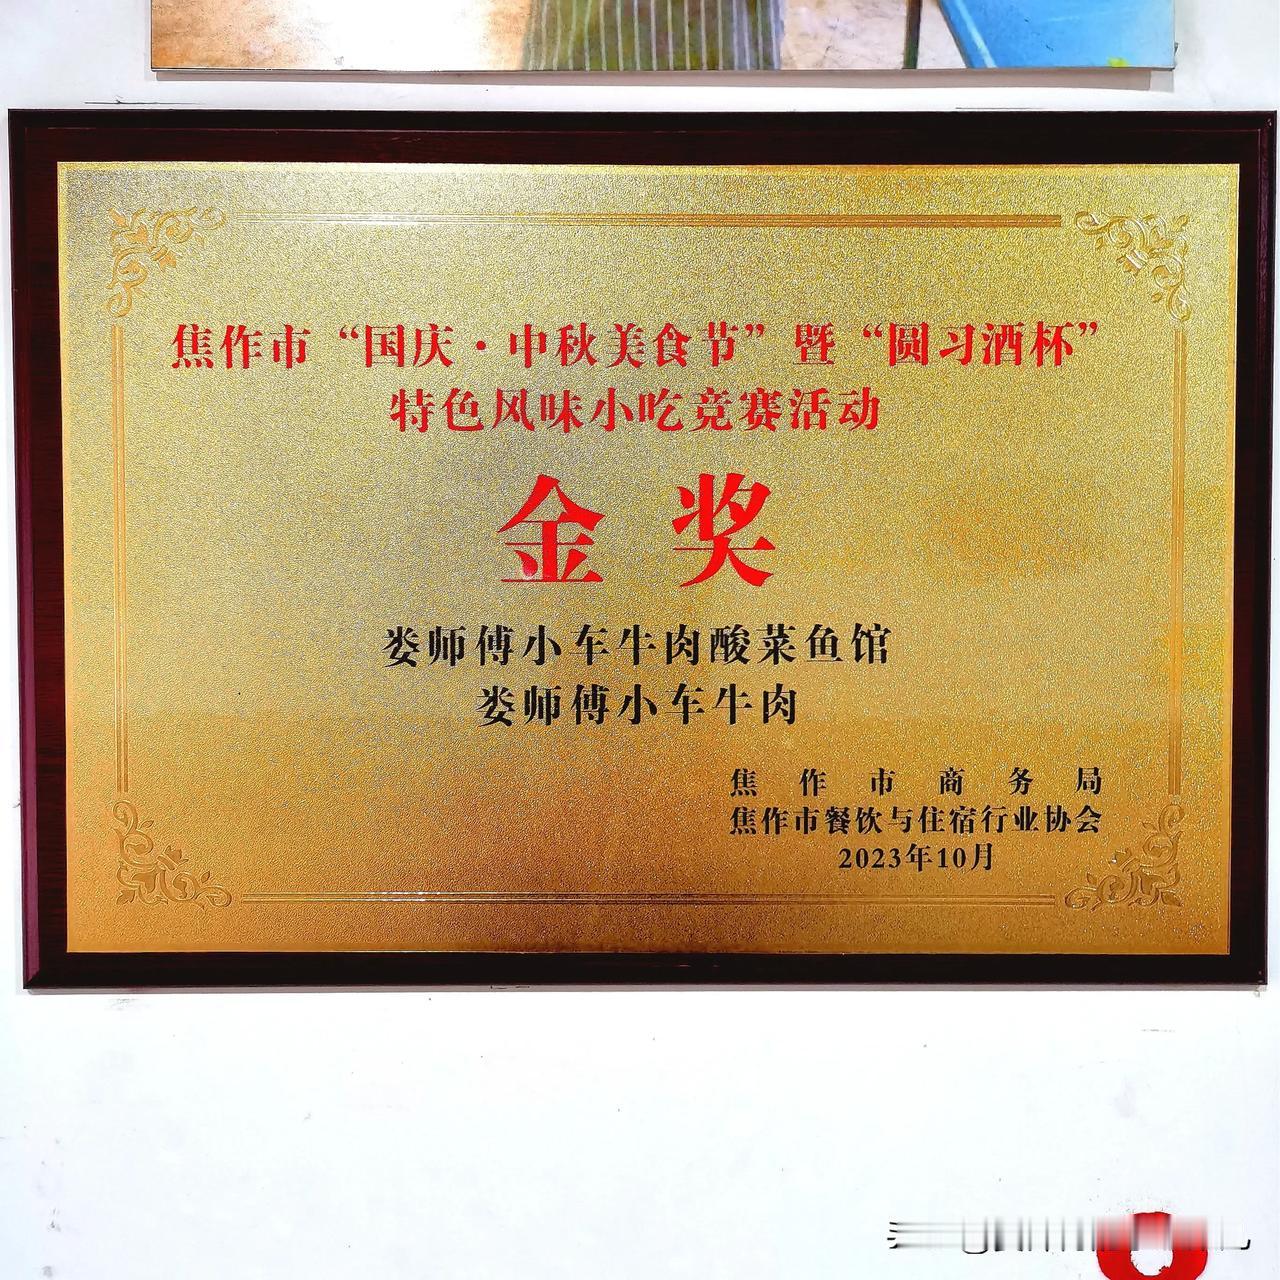 焦作市“国庆·中秋美食节”暨“圆习酒杯”
特色风味小吃竞赛活动
金奖
娄师傅小车牛肉酸菜鱼馆
娄师傅小车牛肉
焦作市商务局
焦作市餐饮与住宿行业协会
2023年10月